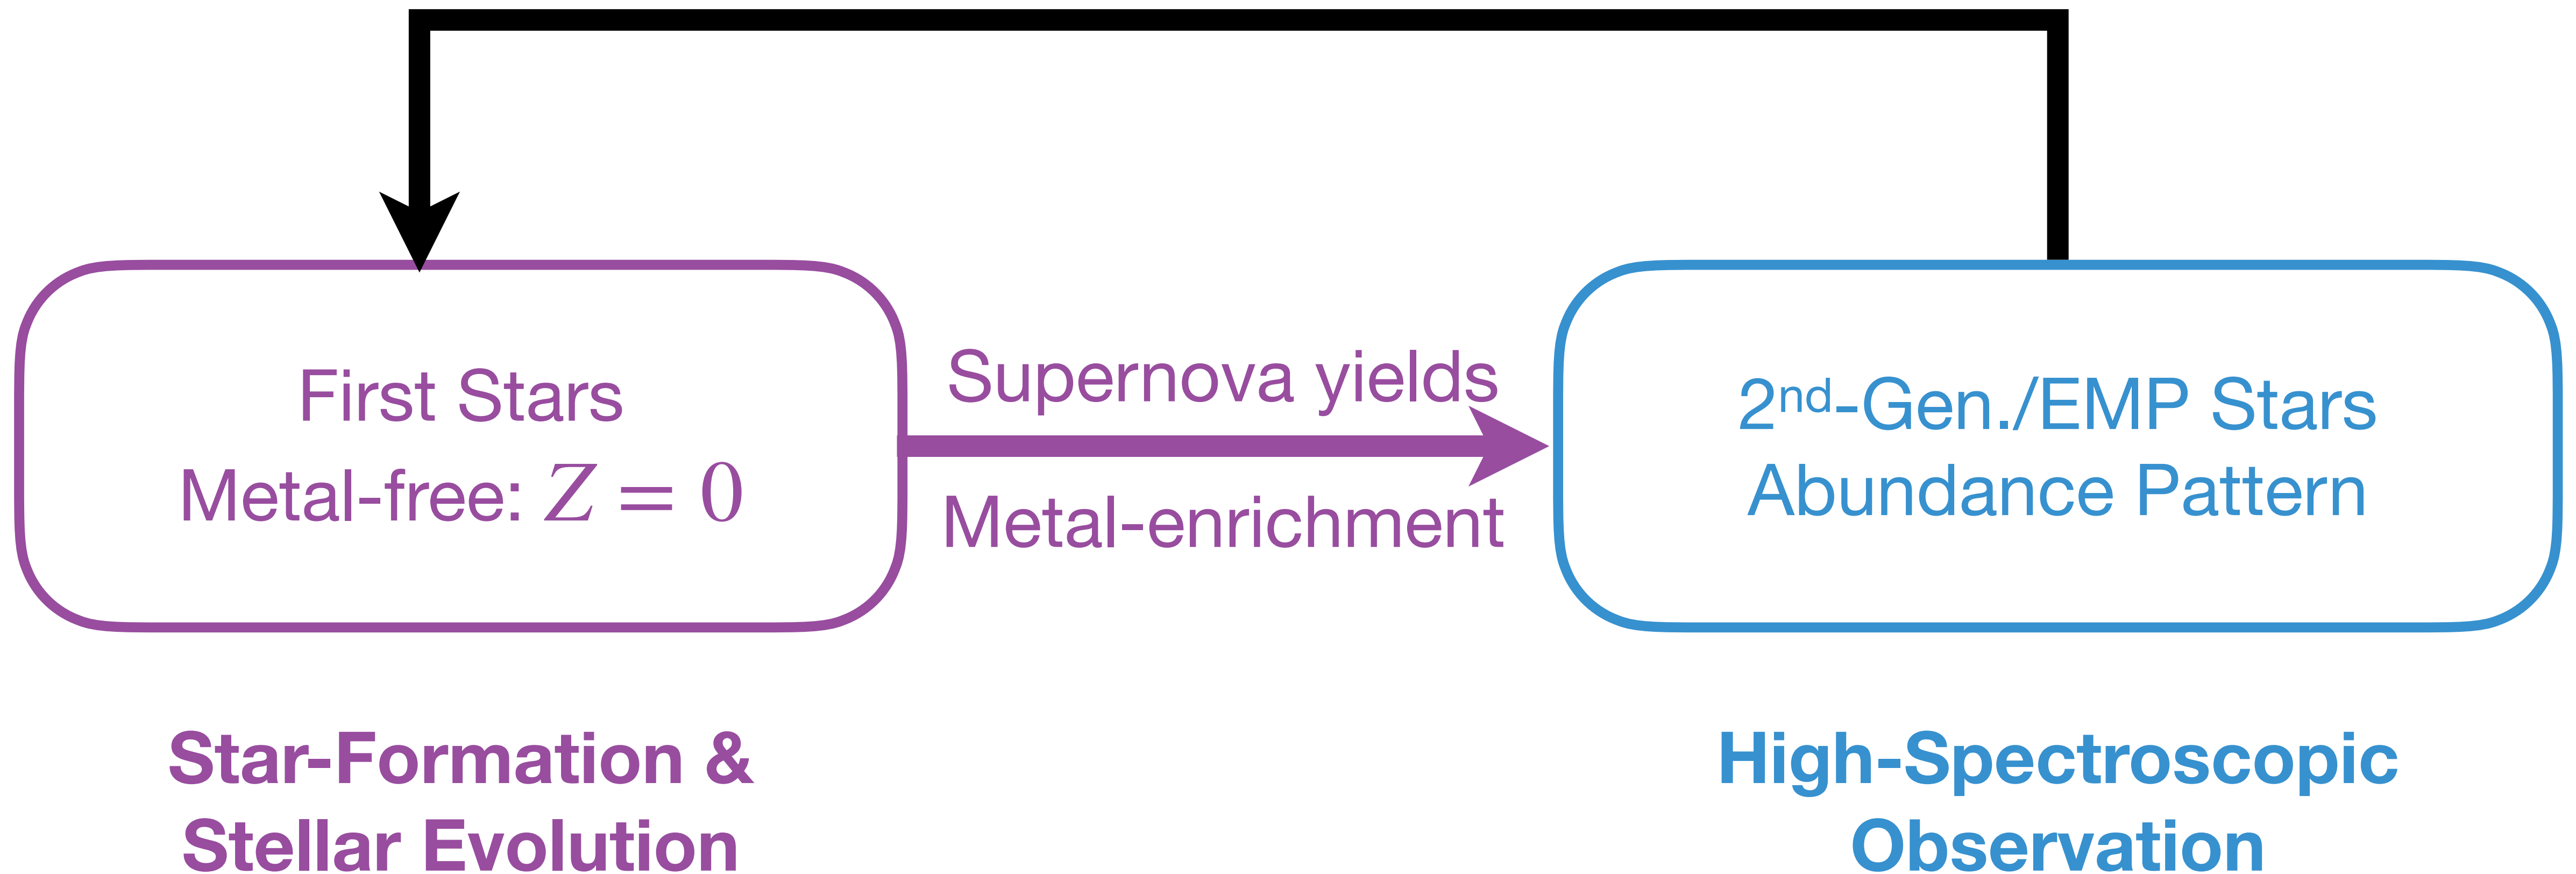 First Stars
Metal-free: Z = 0
Supernova yields
Metal-enrichment
2nd-Gen./EMP Stars
Abundance Pattern
Star-Formation &
Stellar Evolution
High-Spectroscopic
Observation